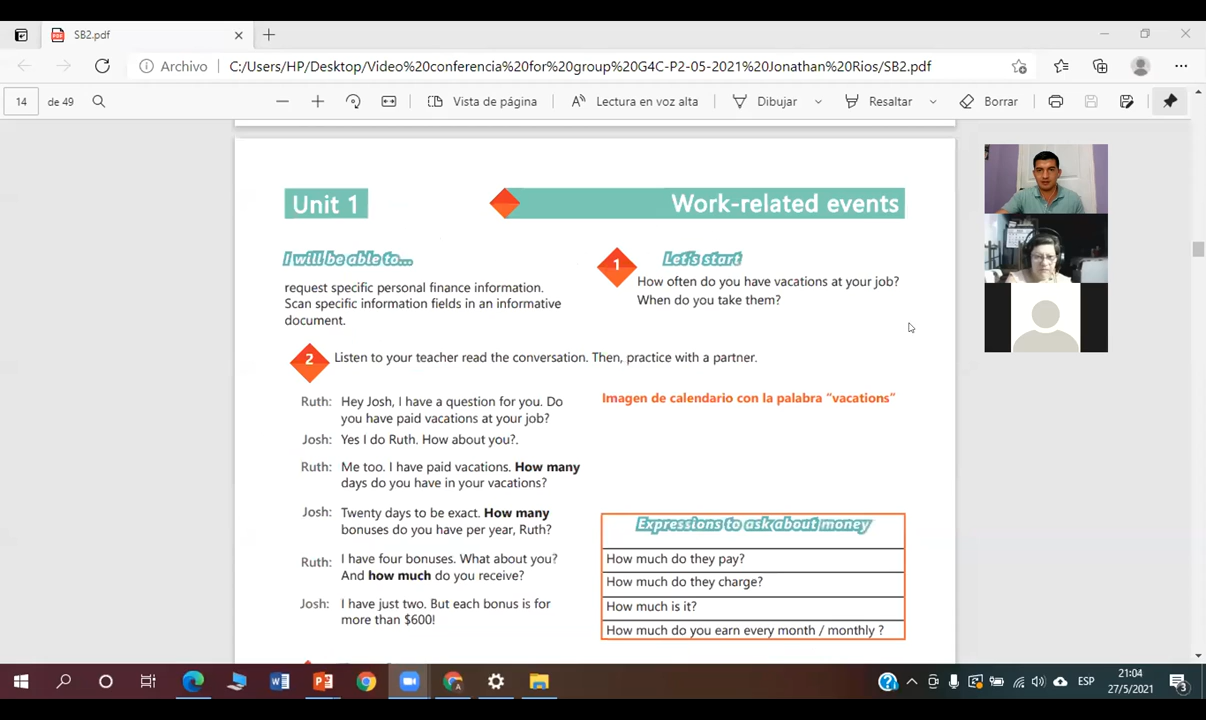 SB2.pdf
Archivo
C:/Users/HP/Desktop/Video%20conferencia%20for%20group%20G4C-P2-05-2021%20Jonathan%20Rios/SB2.pdf
14
de 49
Vista de página
Lectura en voz alta
Dibujar
Resaltar
Borrar
Unit 1
Work-related events
I will be able to...
request specific personal finance information.
Scan specific information fields in an informative
document.
1
Let's start
How often do you have vacations at your job?
When do you take them?
2
Listen to your teacher read the conversation. Then, practice with a partner.
Ruth: Hey Josh, I have a question for you. Do
you have paid vacations at your job?
Josh: Yes I do Ruth. How about you?.
Ruth: Me too. I have paid vacations. How many
days do you have in your vacations?
Josh: Twenty days to be exact. How many
bonuses do you have per year, Ruth?
Ruth: I have four bonuses. What about you?
And how much do you receive?
Josh: I have just two. But each bonus is for
more than $600!
Imagen de calendario con la palabra "vacations"
Expressions to ask about money
How much do they pay?
How much do they charge?
How much is it?
How much do you earn every month / monthly ?
ESP
21:04
27/5/2021
3